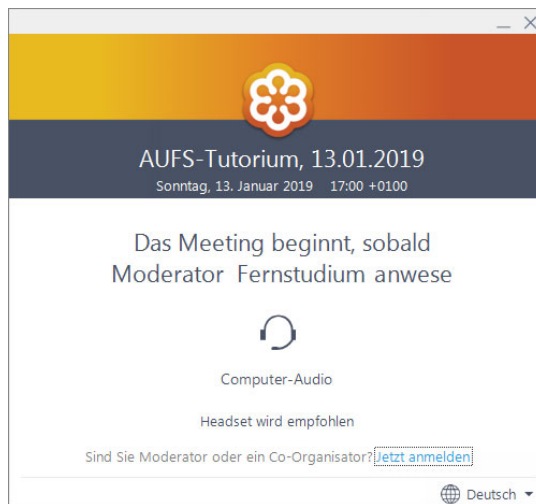 AUFS-Tutorium, 13.01.2019
Sonntag, 13. Januar 2019 17:00 +0100
Das Meeting beginnt, sobald
Moderator Fernstudium anwese
Computer-Audio
Headset wird empfohlen
Sind Sie Moderator oder ein Co-Organisator? Jetzt anmelden
Deutsch